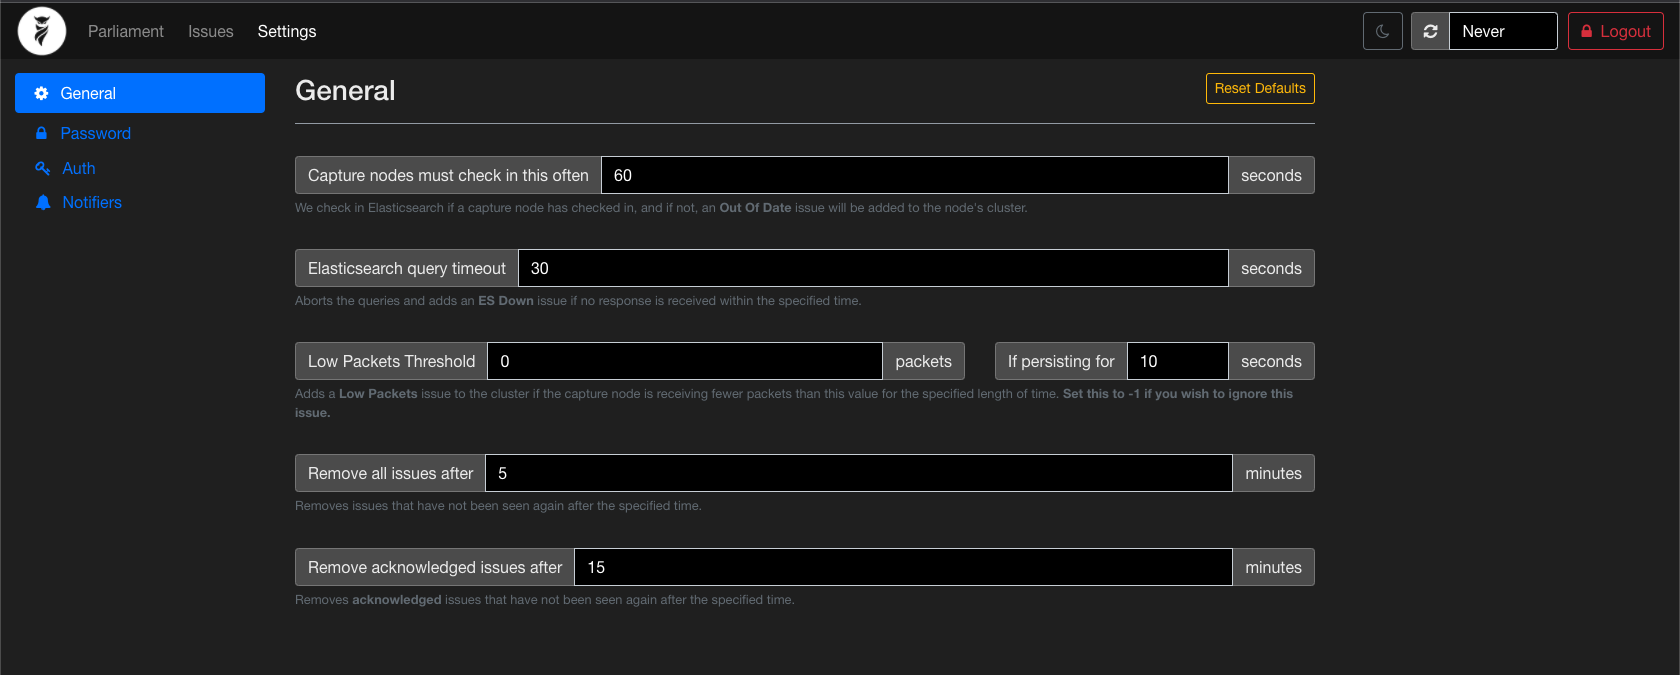 Parliament Issues Settings Never Logout
General
Password
Auth
Notifiers
General Reset Defaults
Capture nodes must check in this often 60 seconds
We check in Elasticsearch if a capture node has checked in, and if not, an Out Of Date issue will be added to the node's cluster.
Elasticsearch query timeout 30 seconds
Aborts the queries and adds an ES Down issue if no response is received within the specified time.
Low Packets Threshold 0 packets If persisting for 10 seconds
Adds a Low Packets issue to the cluster if the capture node is receiving fewer packets than this value for the specified length of time. Set this to -1 if you wish to ignore this
issue.
Remove all issues after 5 minutes
Removes issues that have not been seen again after the specified time.
Remove acknowledged issues after 15 minutes
Removes acknowledged issues that have not been seen again after the specified time.